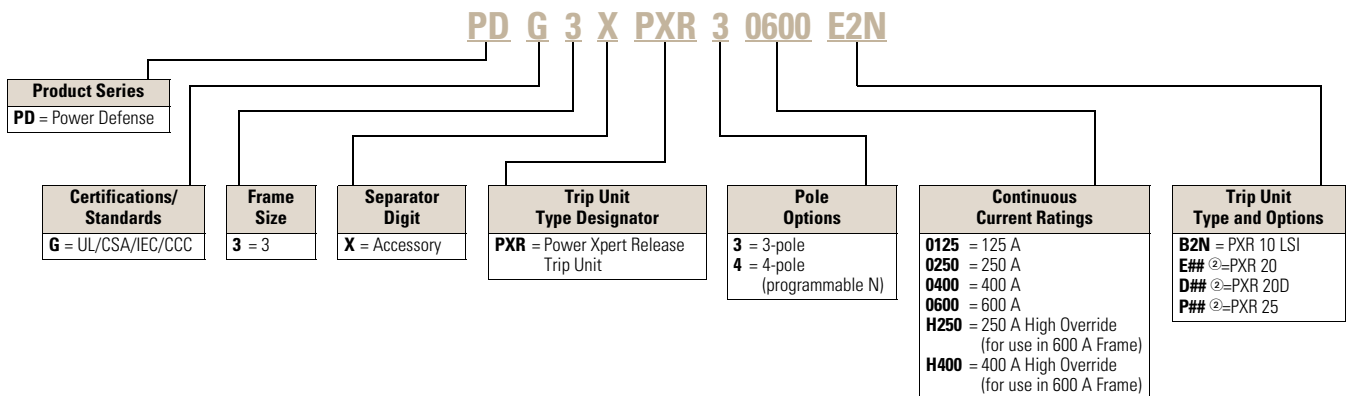 PD G 3 X PXR 3 0600 E2N
Product Series
PD = Power Defense
Certifications/
Standards
G = UL/CSA/IEC/CCC
Frame
Size
3 = 3
Separator
Digit
X = Accessory
Trip Unit
Type Designator
PXR = Power Xpert Release
Trip Unit
Pole
Options
3 = 3-pole
4 = 4-pole
(programmable N)
Continuous
Current Ratings
0125 = 125 A
0250 = 250 A
0400 = 400 A
0600 = 600 A
H250 = 250 A High Override
(for use in 600 A Frame)
H400 = 400 A High Override
(for use in 600 A Frame)
Trip Unit
Type and Options
B2N = PXR 10 LSI
E## ②=PXR 20
D## ②=PXR 20D
P## ②=PXR 25